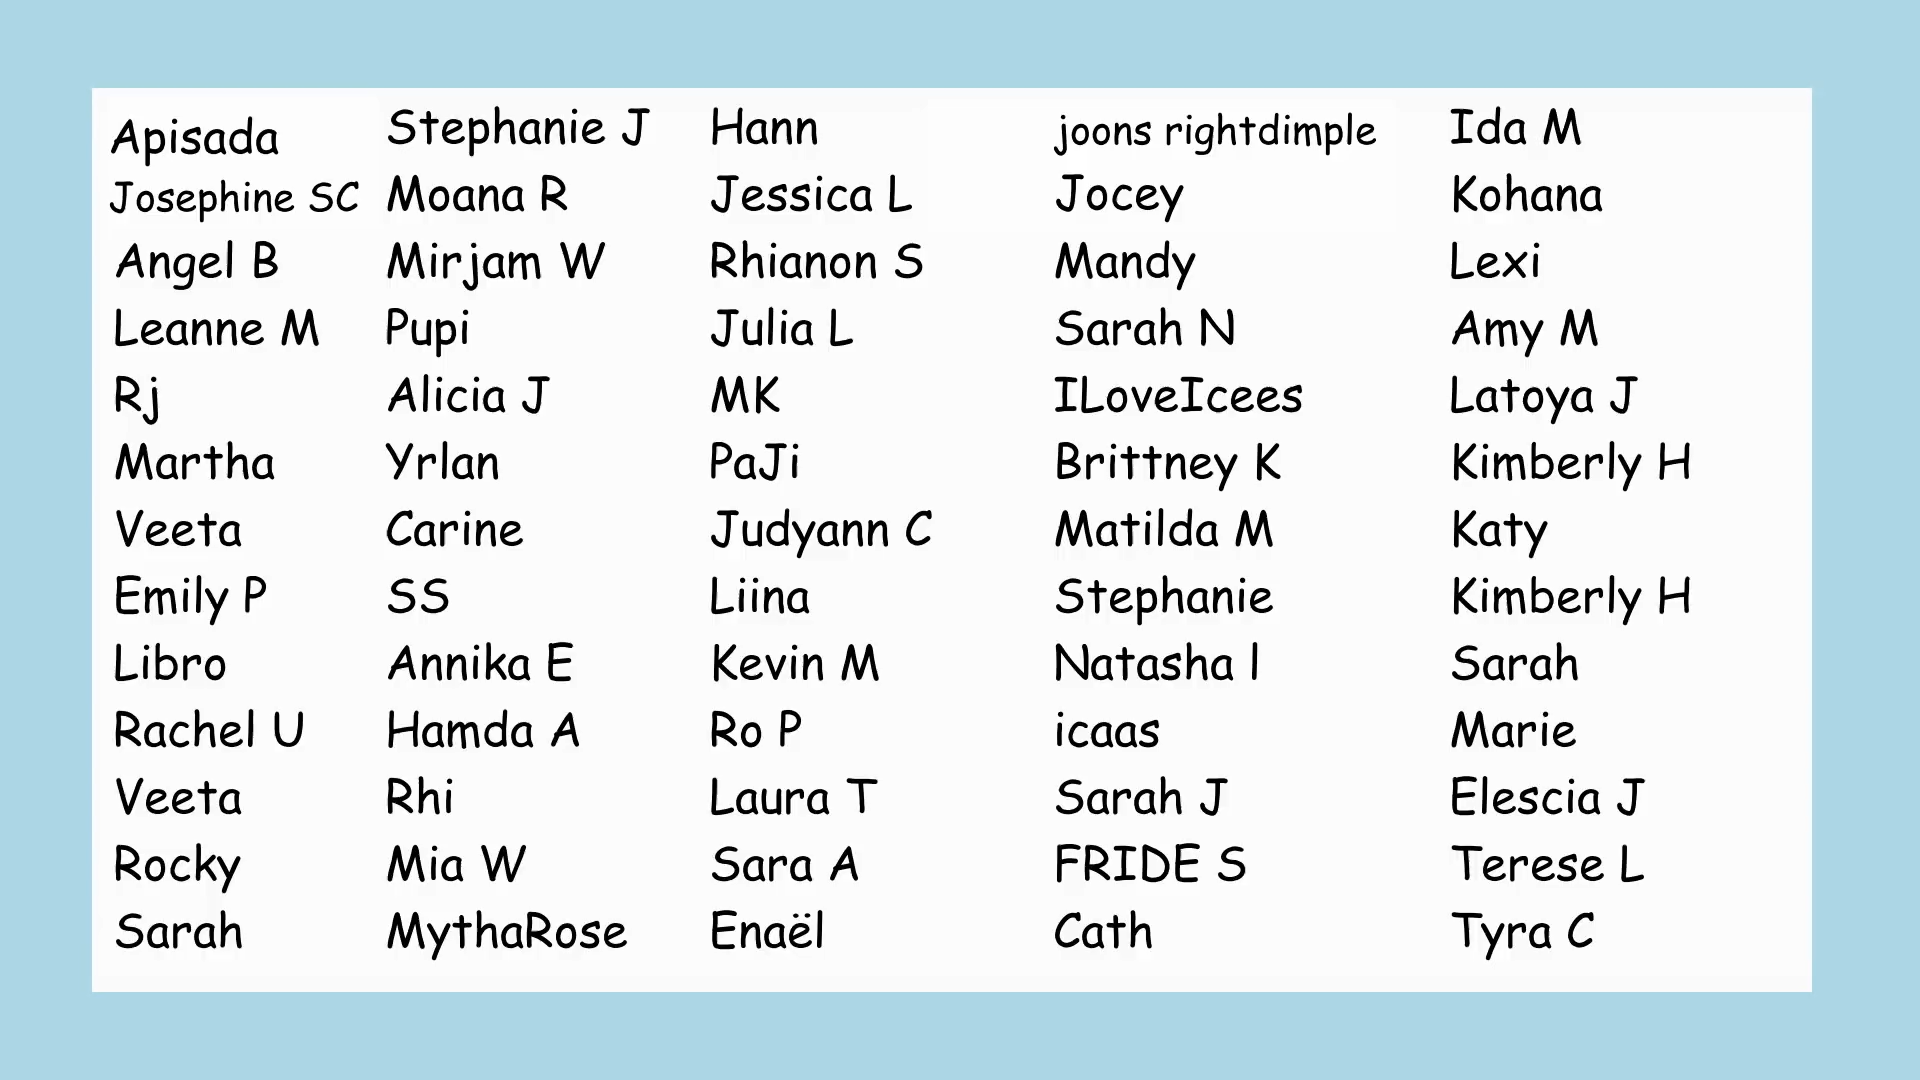 Apisada
Josephine SC
Angel B
Leanne M
Rj
Martha
Veeta
Emily P
Libro
Rachel U
Veeta
Rocky
Sarah
Stephanie J
Moana R
Mirjam W
Pupi
Alicia J
Yrlan
Carine
SS
Annika E
Hamda A
Rhi
Mia W
MythaRose
Hann
Jessica L
Rhianon S
Julia L
MK
PaJi
Judyann C
Liina
Kevin M
Ro P
Laura T
Sara A
Enaël
joons rightdimple
Jocey
Mandy
Sarah N
ILoveIcees
Brittney K
Matilda M
Stephanie
Natasha l
icaas
Sarah J
FRIDE S
Cath
Ida M
Kohana
Lexi
Amy M
Latoya J
Kimberly H
Katy
Kimberly H
Sarah
Marie
Elescia J
Terese L
Tyra C